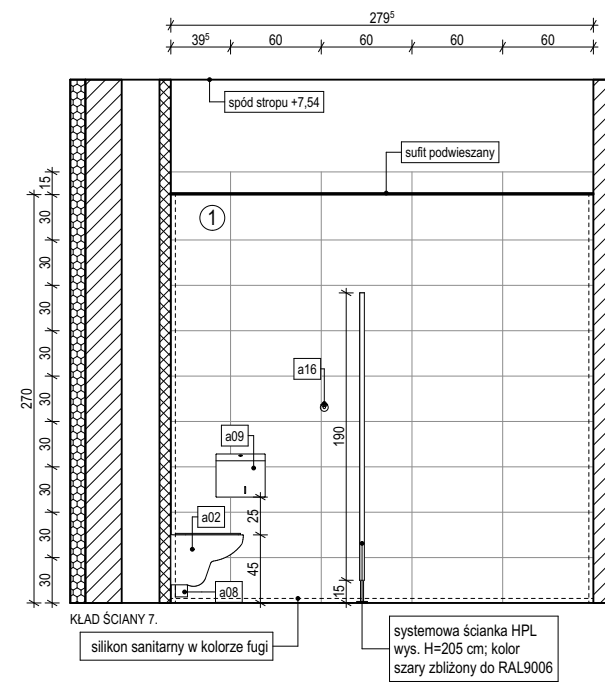 279⁵
39⁵ 60 60 60 60
spód stropu +7,54
sufit podwieszany
15
30
30
30
30
30
30
30
30
30
270
1
a16
a09
190
a02
25
45
a08
15
KŁAD ŚCIANY 7.
silikon sanitarny w kolorze fugi
systemowa ścianka HPL
wys. H=205 cm; kolor
szary zbliżony do RAL9006